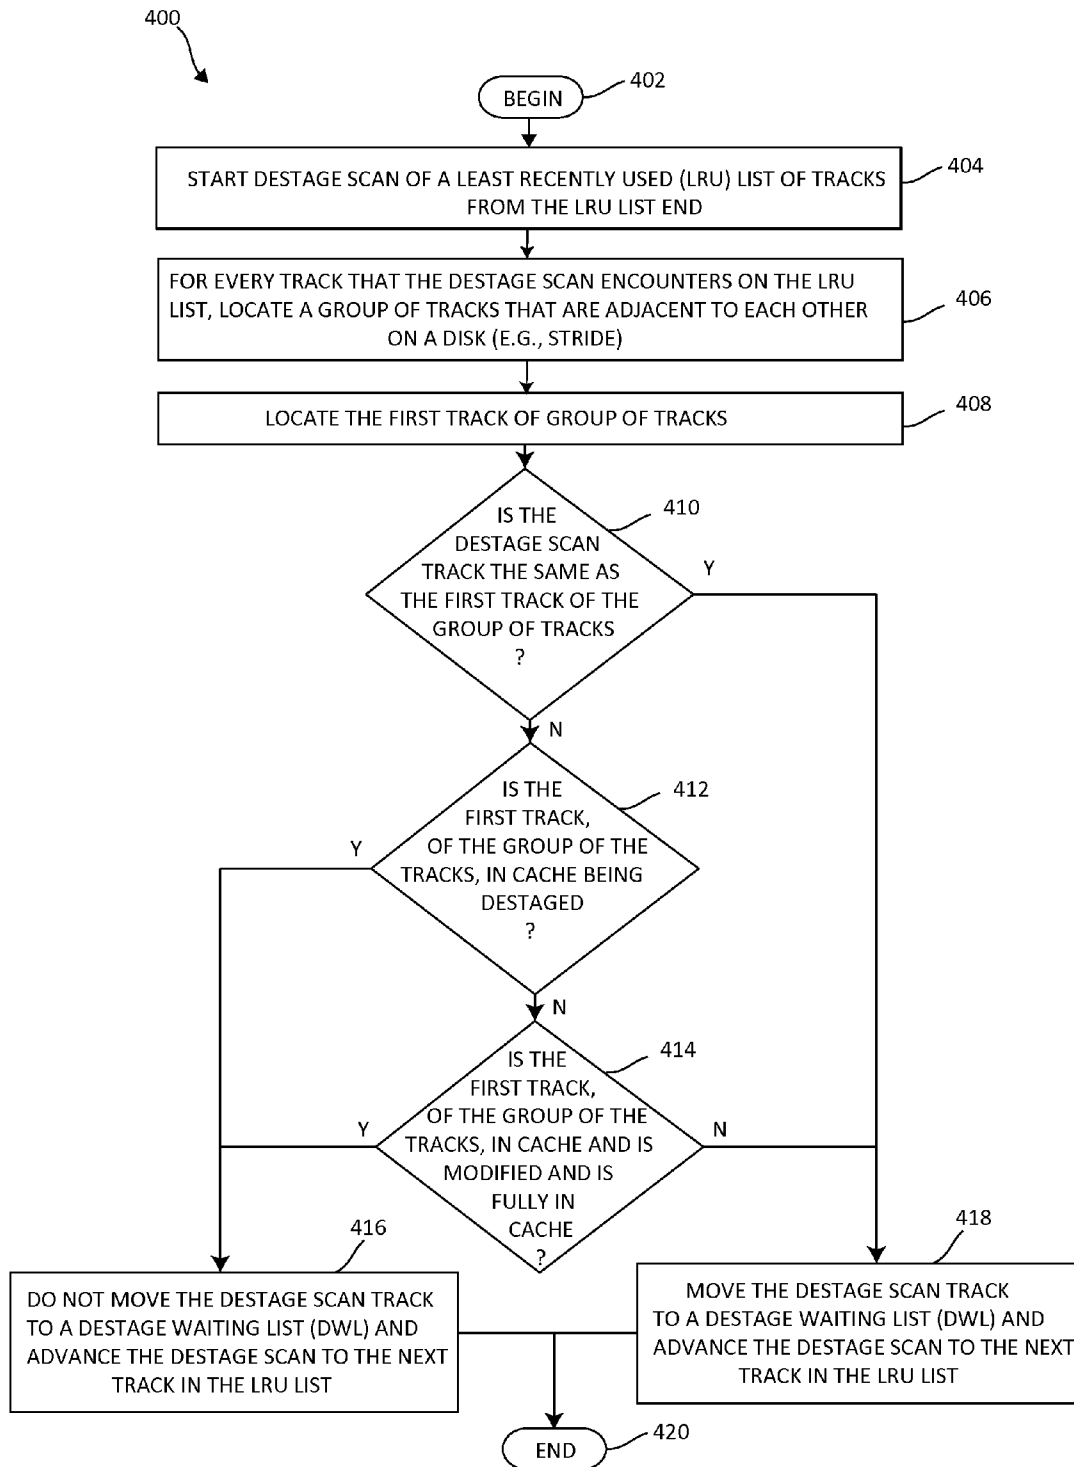 400
BEGIN
402
START DESTAGE SCAN OF A LEAST RECENTLY USED (LRU) LIST OF TRACKS
FROM THE LRU LIST END
404
FOR EVERY TRACK THAT THE DESTAGE SCAN ENCOUNTERS ON THE LRU
LIST, LOCATE A GROUP OF TRACKS THAT ARE ADJACENT TO EACH OTHER
ON A DISK (E.G., STRIDE)
406
LOCATE THE FIRST TRACK OF GROUP OF TRACKS
408
IS THE
DESTAGE SCAN
TRACK THE SAME AS
THE FIRST TRACK OF THE
GROUP OF TRACKS
?
410
Y
N
IS THE
FIRST TRACK,
OF THE GROUP OF THE
TRACKS, IN CACHE BEING
DESTAGED
?
412
Y
N
IS THE
FIRST TRACK,
OF THE GROUP OF THE
TRACKS, IN CACHE AND IS
MODIFIED AND IS
FULLY IN
CACHE
?
414
Y
N
416
DO NOT MOVE THE DESTAGE SCAN TRACK
TO A DESTAGE WAITING LIST (DWL) AND
ADVANCE THE DESTAGE SCAN TO THE NEXT
TRACK IN THE LRU LIST
418
MOVE THE DESTAGE SCAN TRACK
TO A DESTAGE WAITING LIST (DWL) AND
ADVANCE THE DESTAGE SCAN TO THE NEXT
TRACK IN THE LRU LIST
END
420